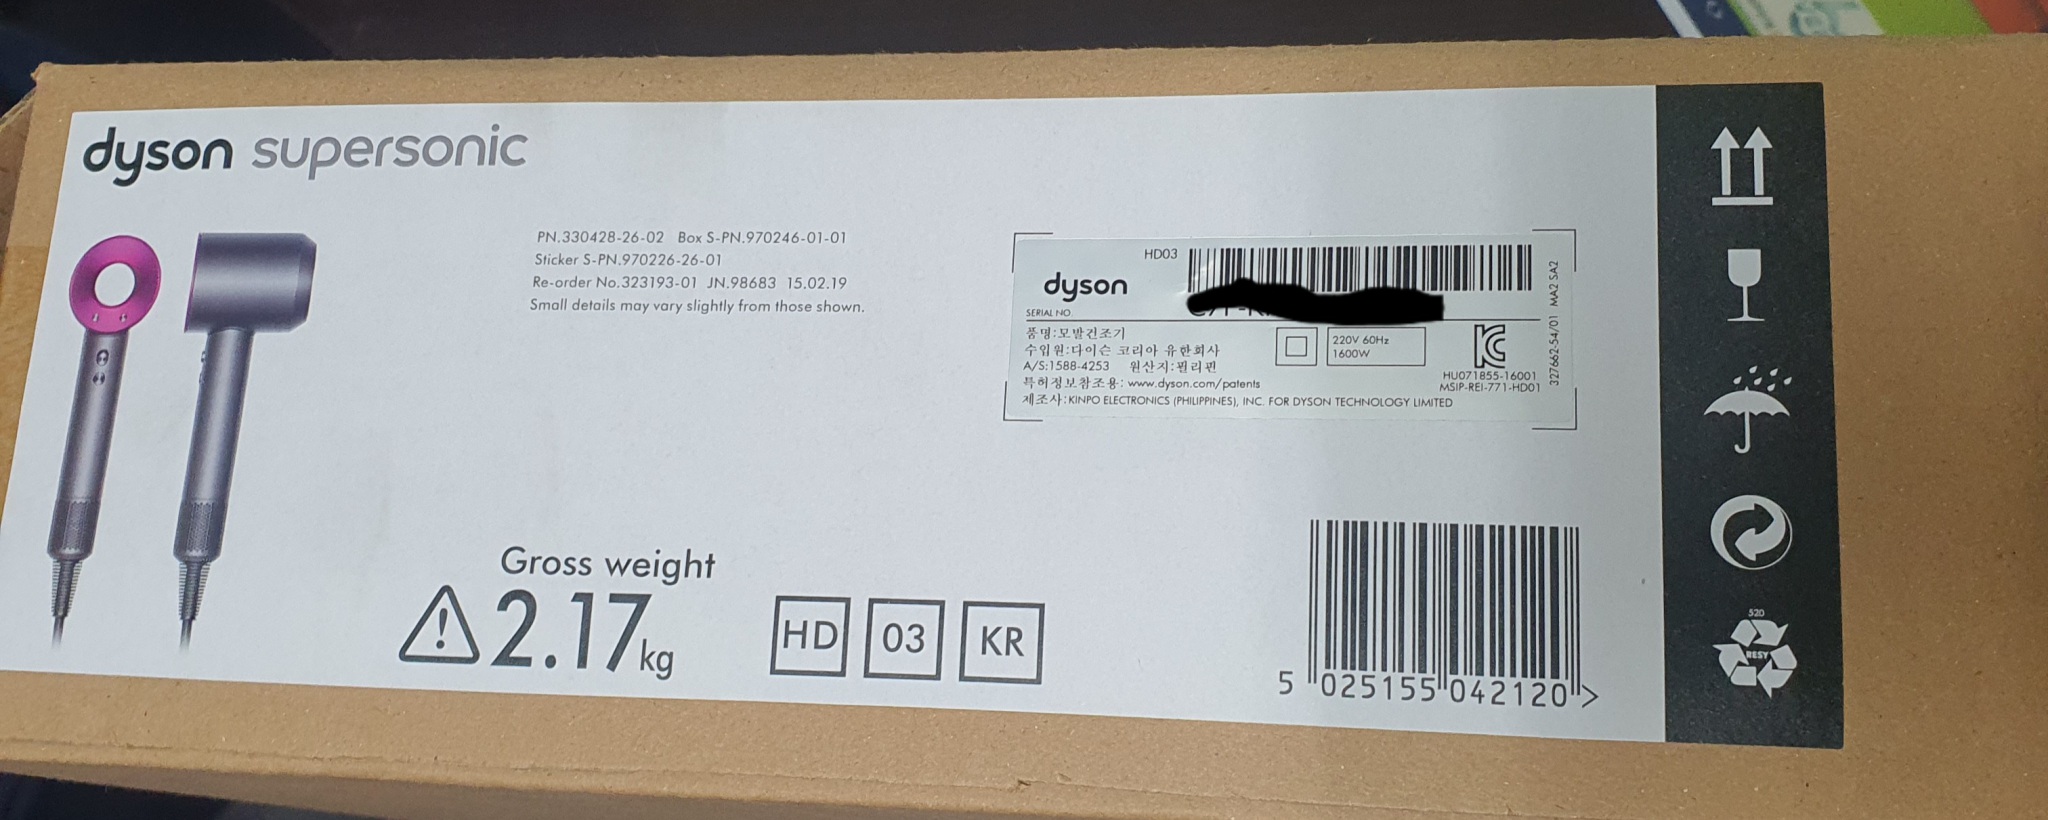 dyson supersonic
PN.330428-26-02 Box S-PN.970246-01-01
Sticker S-PN.970226-26-01
Re-order No.323193-01 JN.98683 15.02.19
Small details may vary slightly from those shown.
Gross weight
2.17kg
HD 03 KR
HD03
dyson
SERIAL NO.
품명:모발건조기
수입원:다이슨 코리아 유한회사
A/S:1588-4253 원산지:필리핀
특허정보참조용: www.dyson.com/patents
제조사:KINPO ELECTRONICS (PHILIPPINES), INC. FOR DYSON TECHNOLOGY LIMITED
220V 60Hz
1600W
HU071855-16001
MSIP-REI-771-HD01
327662-54/01 MA2 SA2
5 025155 042120 >
520
RESY